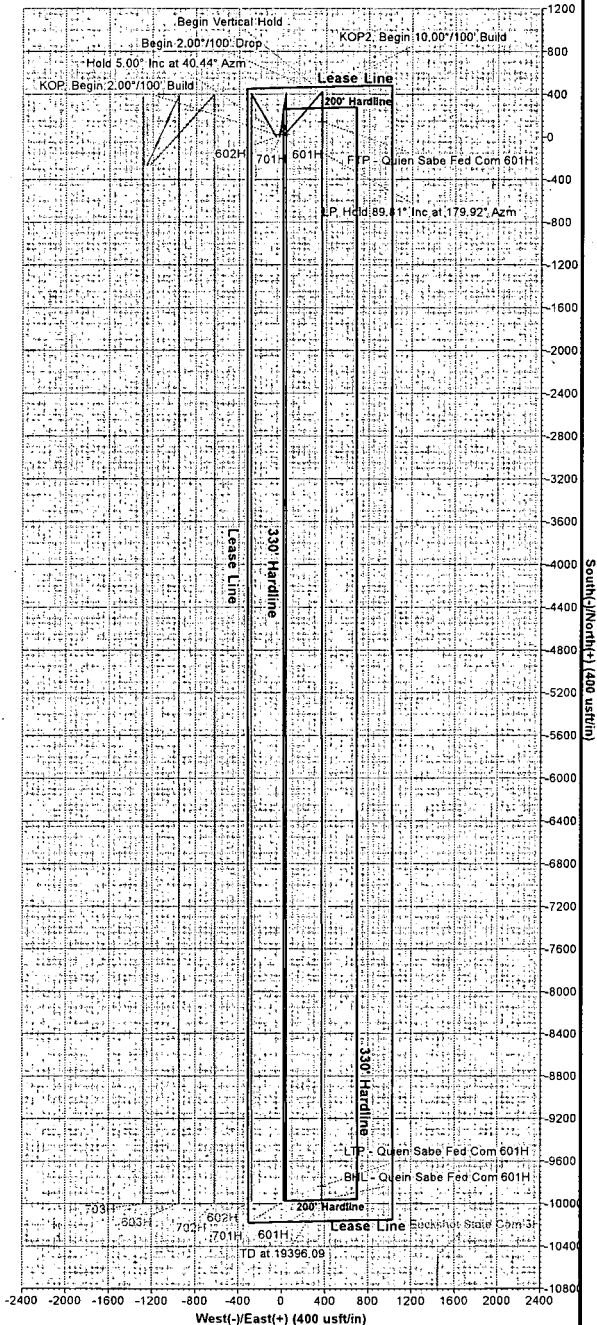 Begin Vertical Hold
Begin 2.00°/100' Drop
KOP2, Begin 10.00°/100' Build
Hold 5.00° Inc at 40.44° Azm
KOP, Begin 2.00°/100' Build
Lease Line
200' Hardline
602H
701H
601H
FTP - Quien Sabe Fed Com 601H
LP, Hold 89.81° Inc at 179.92° Azm
Lease Line
330' Hardline
330' Hardline
LTP - Quien Sabe Fed Com 601H
BHL - Quein Sabe Fed Com 601H
200' Hardline
703H
603H
702H
602H
701H
601H
Lease Line
Buckshot State Com 3H
TD at 19396.09
1200
800
400
0
-400
-800
-1200
-1600
-2000
-2400
-2800
-3200
-3600
-4000
-4400
-4800
-5200
-5600
-6000
-6400
-6800
-7200
-7600
-8000
-8400
-8800
-9200
-9600
-10000
-10400
-10800
South(-)/North(+) (400 usft/in)
-2400 -2000 -1600 -1200 -800 -400 0 400 800 1200 1600 2000 2400
West(-)/East(+) (400 usft/in)